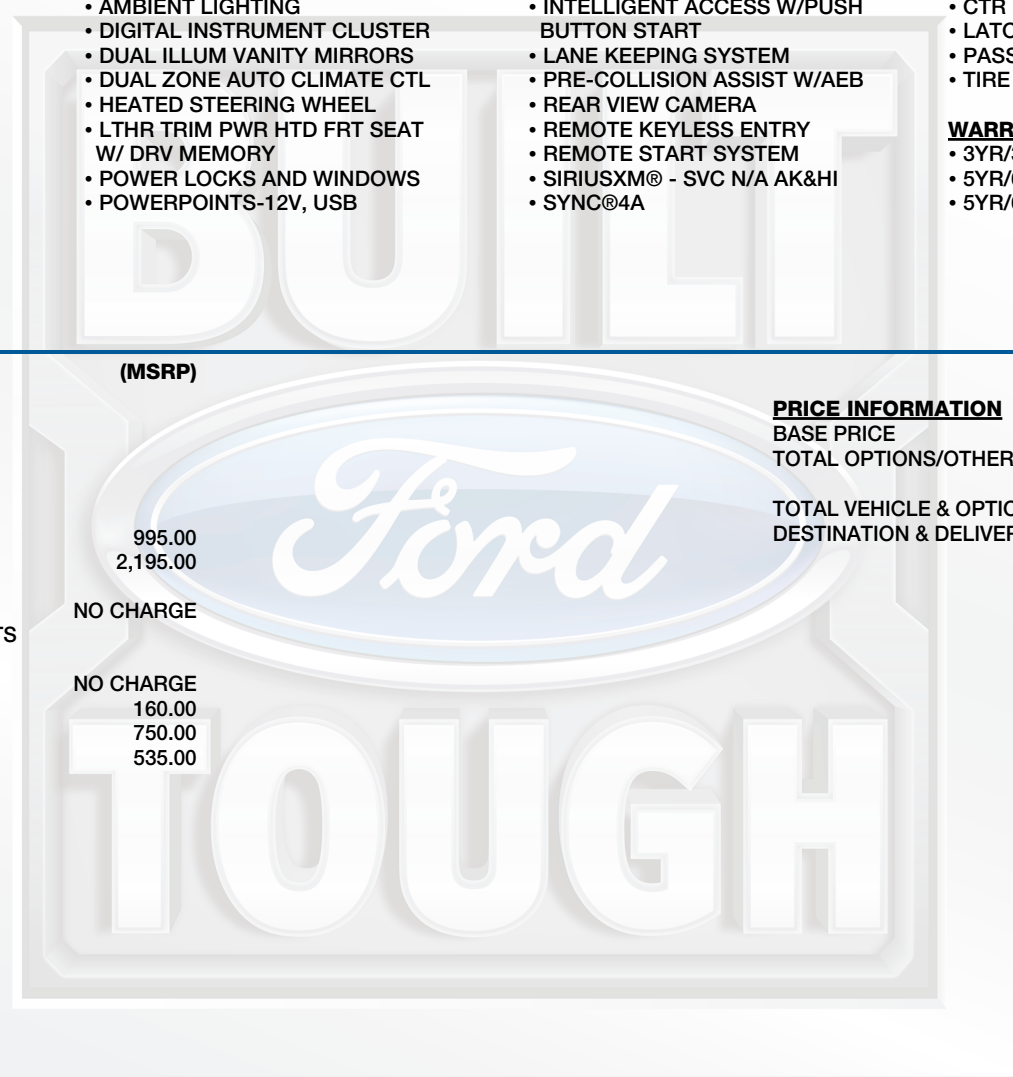 • AMBIENT LIGHTING
• DIGITAL INSTRUMENT CLUSTER
• DUAL ILLUM VANITY MIRRORS
• DUAL ZONE AUTO CLIMATE CTL
• HEATED STEERING WHEEL
• LTHR TRIM PWR HTD FRT SEAT
W/ DRV MEMORY
• POWER LOCKS AND WINDOWS
• POWERPOINTS-12V, USB
• INTELLIGENT ACCESS W/PUSH
BUTTON START
• LANE KEEPING SYSTEM
• PRE-COLLISION ASSIST W/AEB
• REAR VIEW CAMERA
• REMOTE KEYLESS ENTRY
• REMOTE START SYSTEM
• SIRIUSXM® - SVC N/A AK&HI
• SYNC®4A
• CTR
• LATC
• PASS
• TIRE
WARR
• 3YR/3
• 5YR/6
• 5YR/6
BUILT
Ford
TOUGH
(MSRP)
995.00
2,195.00
NO CHARGE
TS
NO CHARGE
160.00
750.00
535.00
PRICE INFORMATION
BASE PRICE
TOTAL OPTIONS/OTHER
TOTAL VEHICLE & OPTIO
DESTINATION & DELIVER